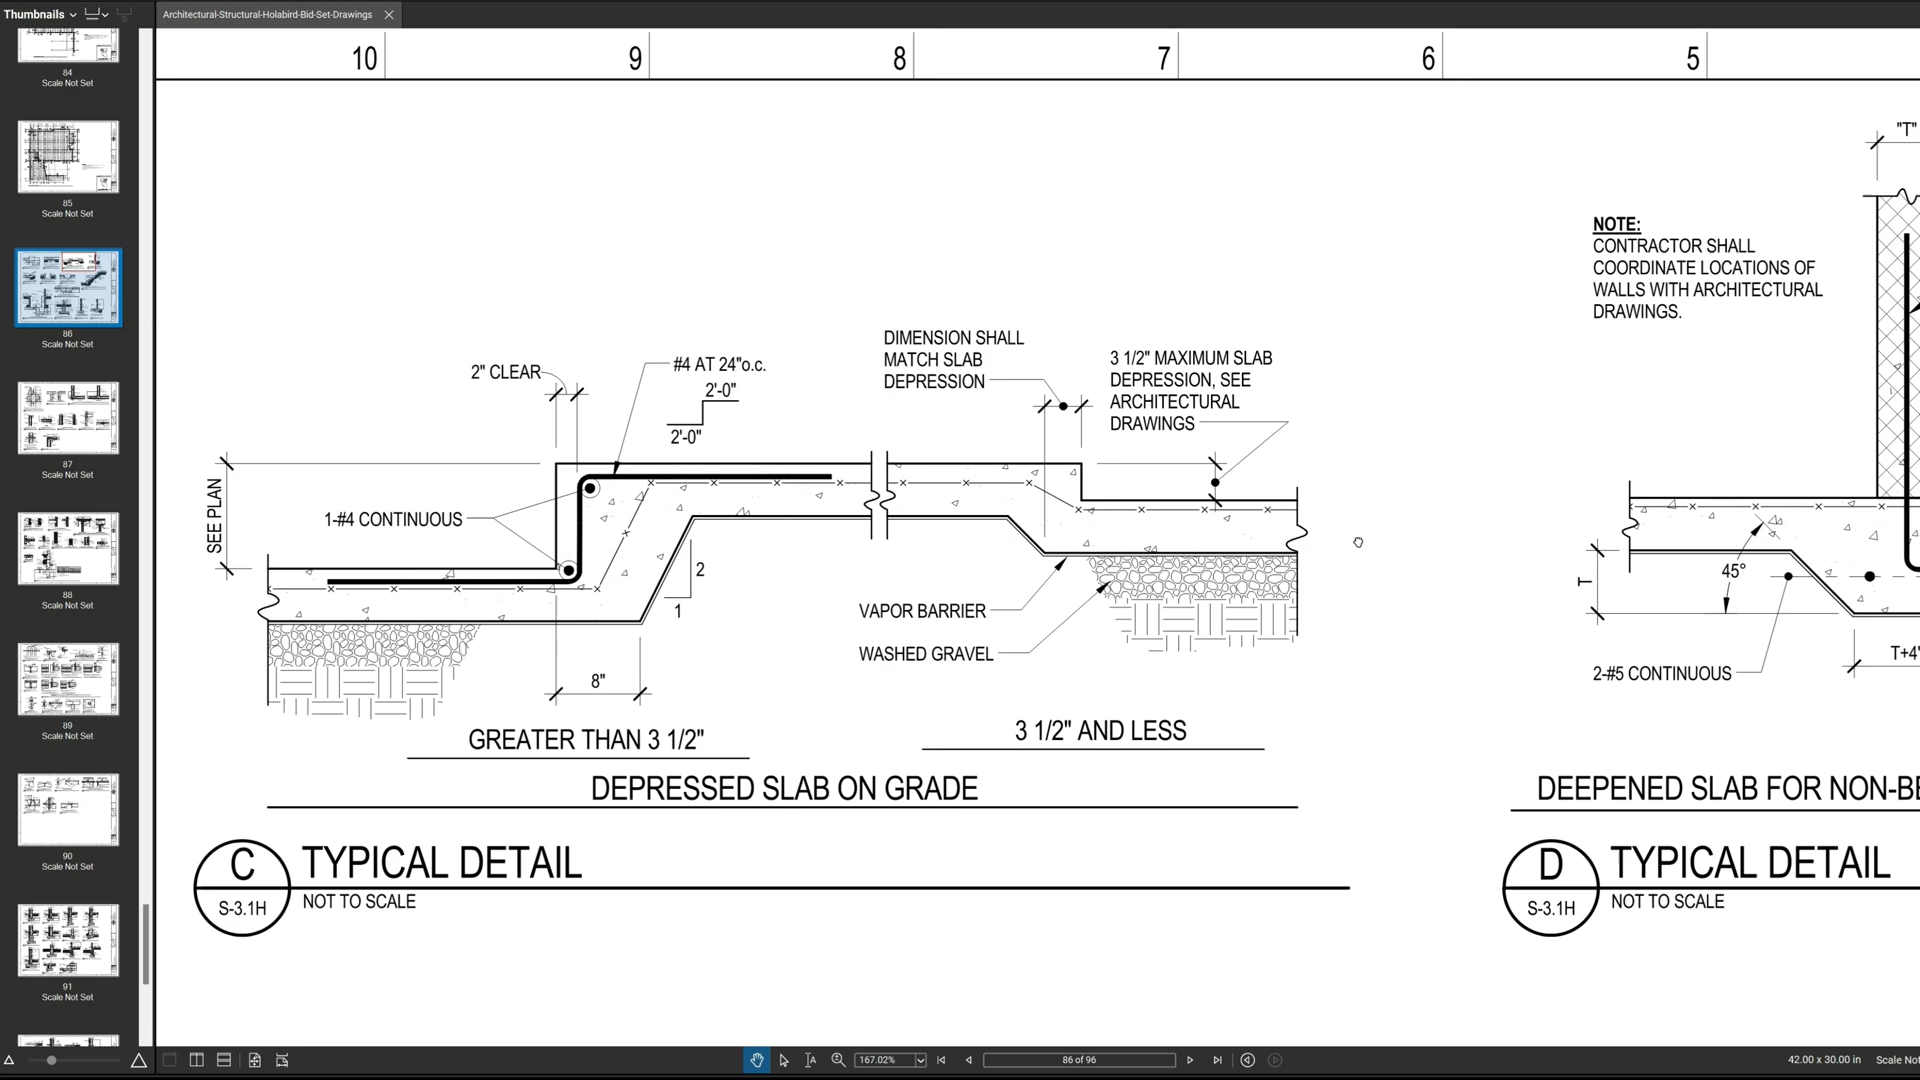 Thumbnails
Architectural-Structural-Holabird-Bid-Set-Drawings
84
Scale Not Set
85
Scale Not Set
86
Scale Not Set
87
Scale Not Set
88
Scale Not Set
89
Scale Not Set
90
Scale Not Set
91
Scale Not Set
10 9 8 7 6 5
2" CLEAR
#4 AT 24"o.c.
2'-0"
2'-0"
DIMENSION SHALL
MATCH SLAB
DEPRESSION
3 1/2" MAXIMUM SLAB
DEPRESSION, SEE
ARCHITECTURAL
DRAWINGS
SEE PLAN
1-#4 CONTINUOUS
2
1
8"
VAPOR BARRIER
WASHED GRAVEL
GREATER THAN 3 1/2"
3 1/2" AND LESS
DEPRESSED SLAB ON GRADE
C
S-3.1H
TYPICAL DETAIL
NOT TO SCALE
"T"
NOTE:
CONTRACTOR SHALL
COORDINATE LOCATIONS OF
WALLS WITH ARCHITECTURAL
DRAWINGS.
T
45°
2-#5 CONTINUOUS
T+4"
DEEPENED SLAB FOR NON-BE
D
S-3.1H
TYPICAL DETAIL
NOT TO SCALE
167.02%
86 of 96
42.00 x 30.00 in
Scale Not